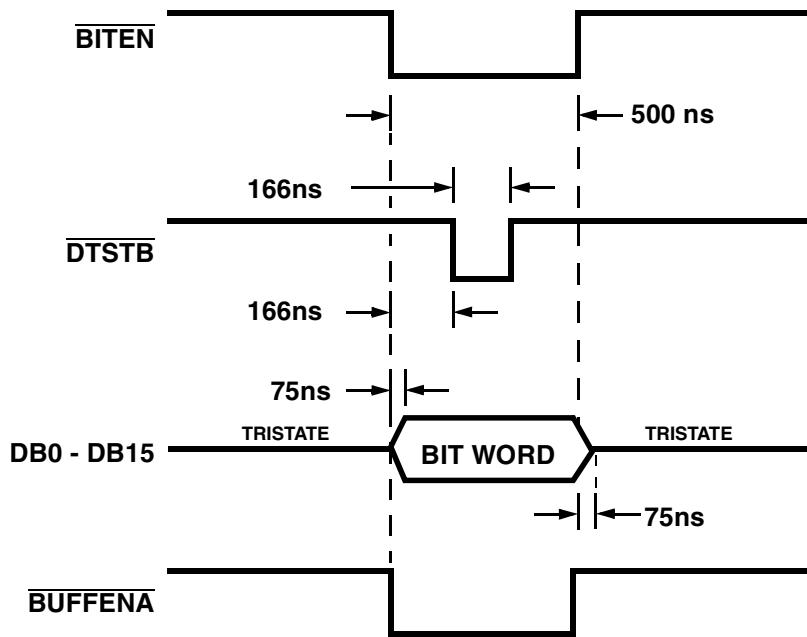 BITEN
500 ns
166ns
DTSTB
166ns
75ns
TRISTATE
TRISTATE
DB0 - DB15
BIT WORD
75ns
BUFFENA